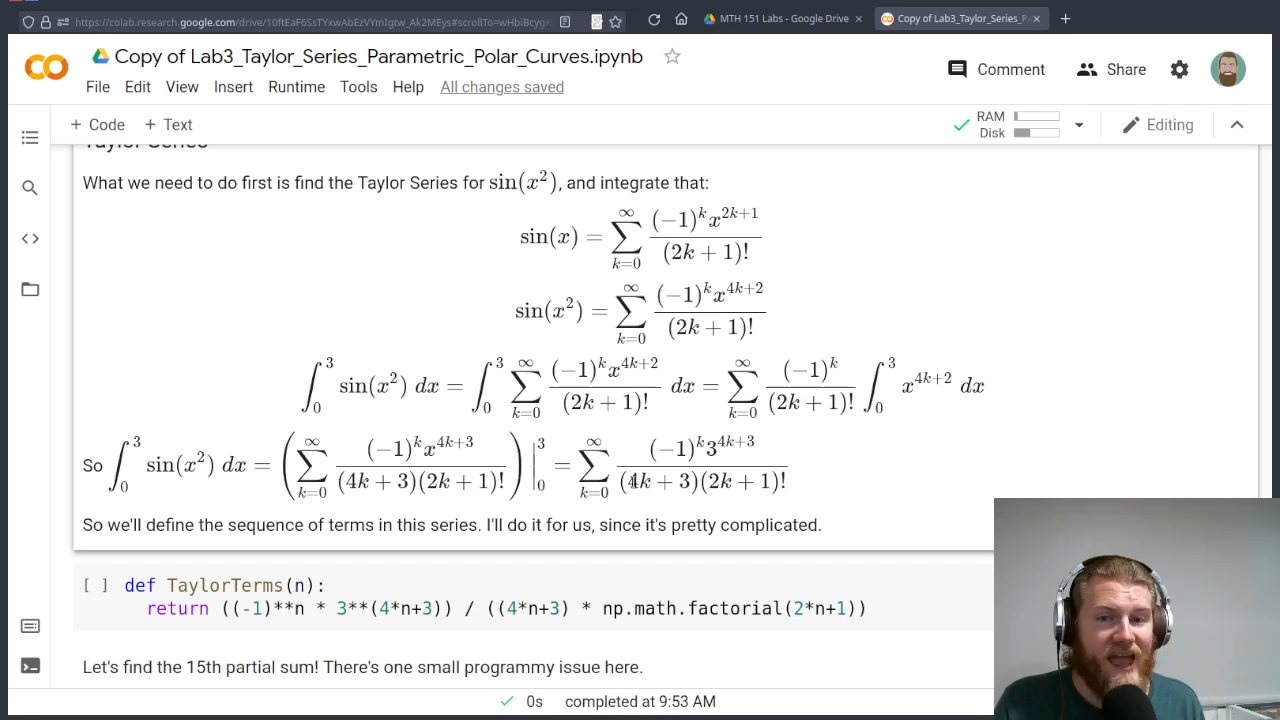 https://colab.research.google.com/drive/10ftEaF6SsTYxwAbEzVYmIgtw_Ak2MEys#scrollTo=wHbiBcygK
MTH 151 Labs - Google Drive
Copy of Lab3_Taylor_Series_P
Copy of Lab3_Taylor_Series_Parametric_Polar_Curves.ipynb
Comment
Share
File Edit View Insert Runtime Tools Help All changes saved
+ Code + Text
RAM
Disk
Editing
Taylor Series
What we need to do first is find the Taylor Series for sin(x²), and integrate that:
sin(x) = ∑_{k=0}^{∞} (−1)^k x^{2k+1} / (2k + 1)!
sin(x²) = ∑_{k=0}^{∞} (−1)^k x^{4k+2} / (2k + 1)!
∫_0^3 sin(x²) dx = ∫_0^3 ∑_{k=0}^{∞} (−1)^k x^{4k+2} / (2k + 1)! dx = ∑_{k=0}^{∞} (−1)^k / (2k + 1)! ∫_0^3 x^{4k+2} dx
So ∫_0^3 sin(x²) dx = (∑_{k=0}^{∞} (−1)^k x^{4k+3} / (4k + 3)(2k + 1)!) |_0^3 = ∑_{k=0}^{∞} (−1)^k 3^{4k+3} / (4k + 3)(2k + 1)!
So we'll define the sequence of terms in this series. I'll do it for us, since it's pretty complicated.
[ ] def TaylorTerms(n):
return ((-1)**n * 3**(4*n+3)) / ((4*n+3) * np.math.factorial(2*n+1))
Let's find the 15th partial sum! There's one small programmy issue here.
0s completed at 9:53 AM